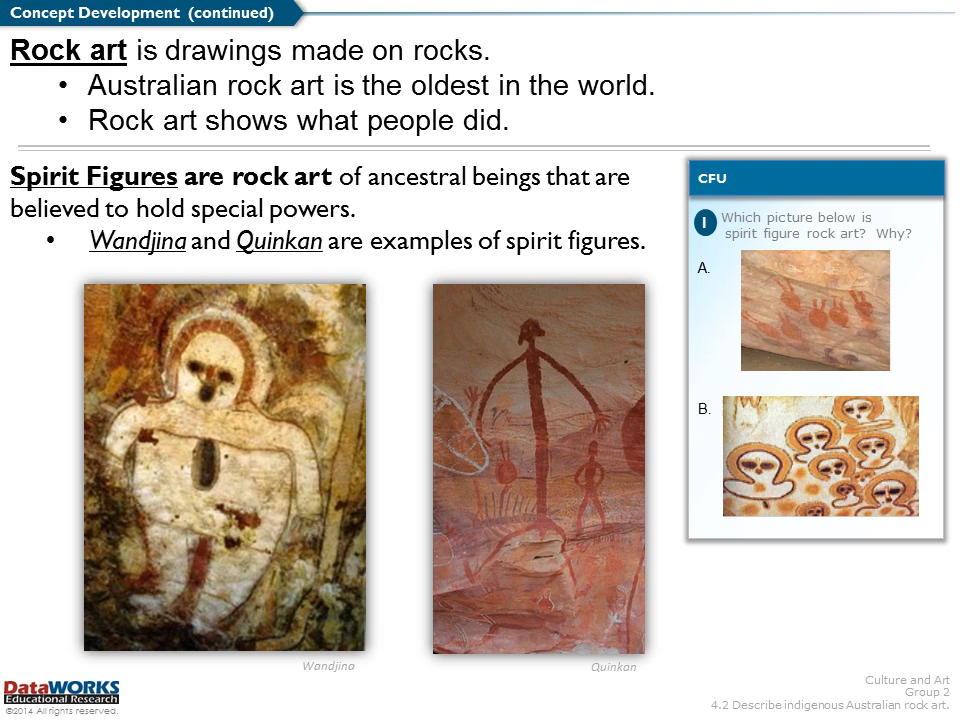 Concept Development (continued)
Rock art is drawings made on rocks.
• Australian rock art is the oldest in the world.
• Rock art shows what people did.
Spirit Figures are rock art of ancestral beings that are
believed to hold special powers.
• Wandjina and Quinkan are examples of spirit figures.
Wandjina
Quinkan
CFU
1 Which picture below is
spirit figure rock art? Why?
A.
B.
DataWORKS
Educational Research
©2014 All rights reserved.
Culture and Art
Group 2
4.2 Describe indigenous Australian rock art.